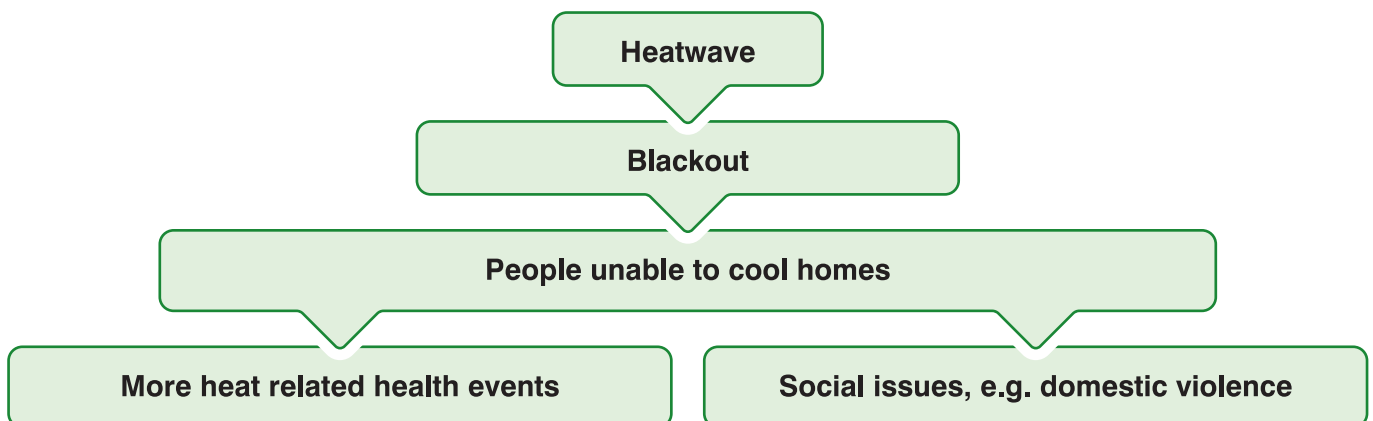 Heatwave
Blackout
People unable to cool homes
More heat related health events
Social issues, e.g. domestic violence